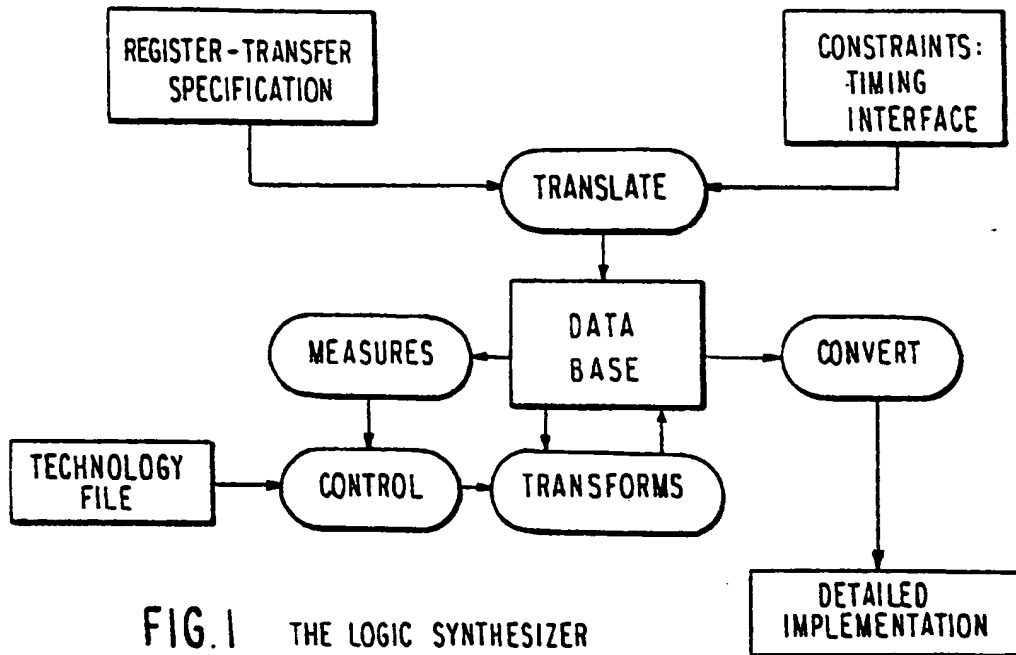 REGISTER-TRANSFER
SPECIFICATION
CONSTRAINTS:
TIMING
INTERFACE
TRANSLATE
DATA
BASE
MEASURES
CONVERT
TECHNOLOGY
FILE
CONTROL
TRANSFORMS
DETAILED
IMPLEMENTATION
FIG.1 THE LOGIC SYNTHESIZER